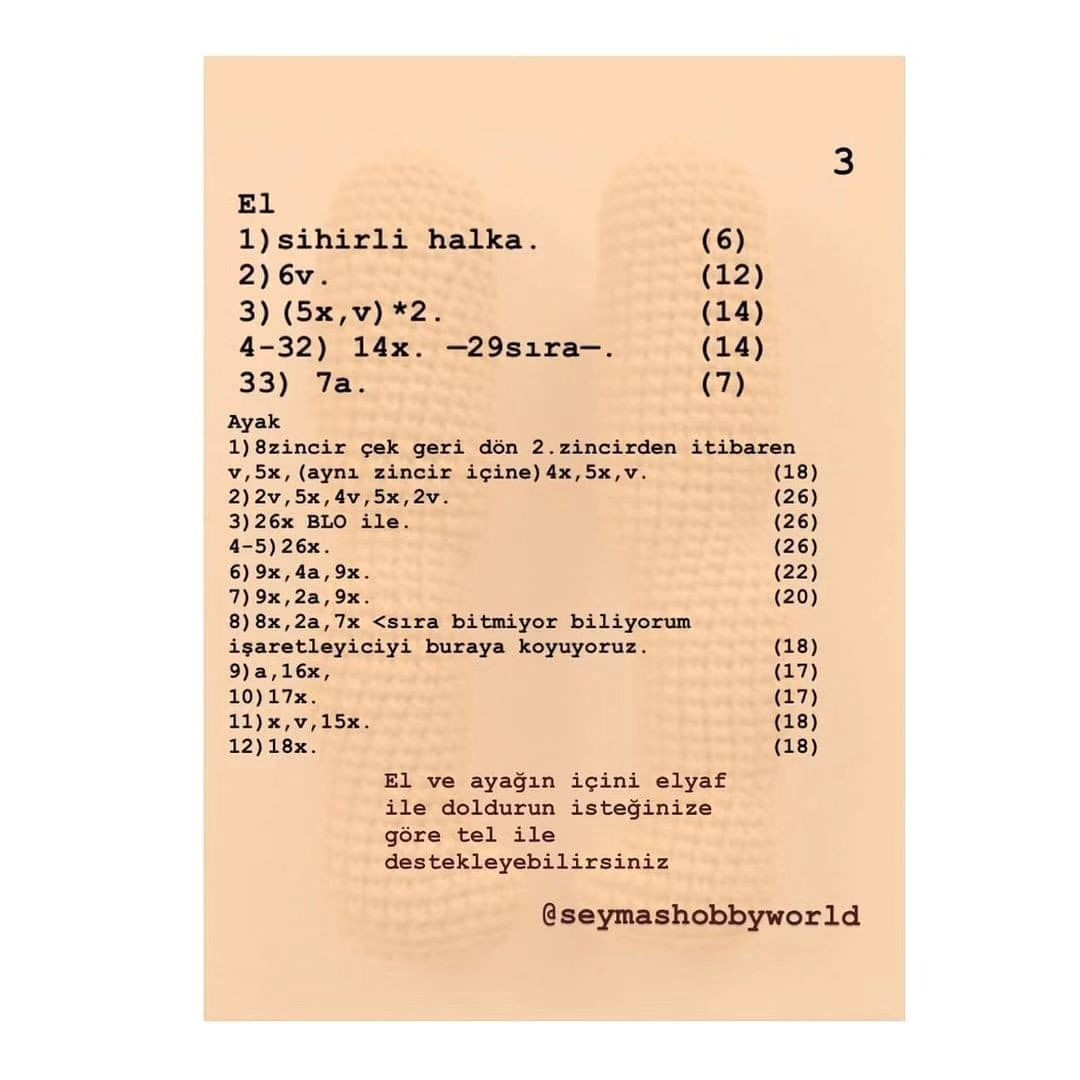 3
El
1)sihirli halka. (6)
2)6v. (12)
3)(5x,v)*2. (14)
4-32) 14x. —29sıra—. (14)
33) 7a. (7)
Ayak
1)8zincir çek geri dön 2.zincirden itibaren
v,5x,(aynı zincir içine)4x,5x,v. (18)
2)2v,5x,4v,5x,2v. (26)
3)26x BLO ile. (26)
4-5)26x. (26)
6)9x,4a,9x. (22)
7)9x,2a,9x. (20)
8)8x,2a,7x <sıra bitmiyor biliyorum
işaretleyiciyi buraya koyuyoruz. (18)
9)a,16x, (17)
10)17x. (17)
11)x,v,15x. (18)
12)18x. (18)
El ve ayağın içini elyaf
ile doldurun isteğinize
göre tel ile
destekleyebilirsiniz
@seymashobbyworld